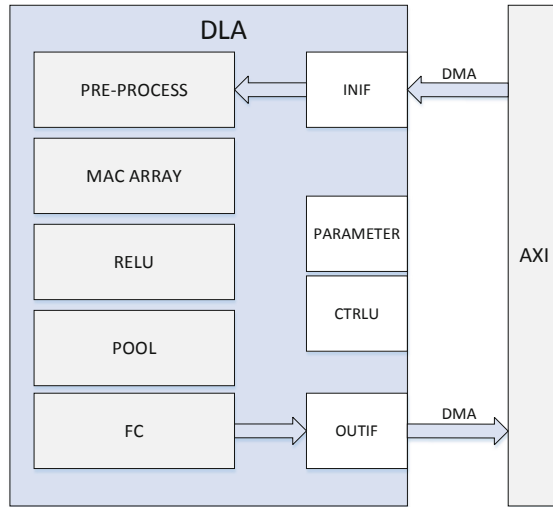 DLA
PRE-PROCESS
INIF
DMA
MAC ARRAY
PARAMETER
AXI
RELU
CTRLU
POOL
FC
OUTIF
DMA